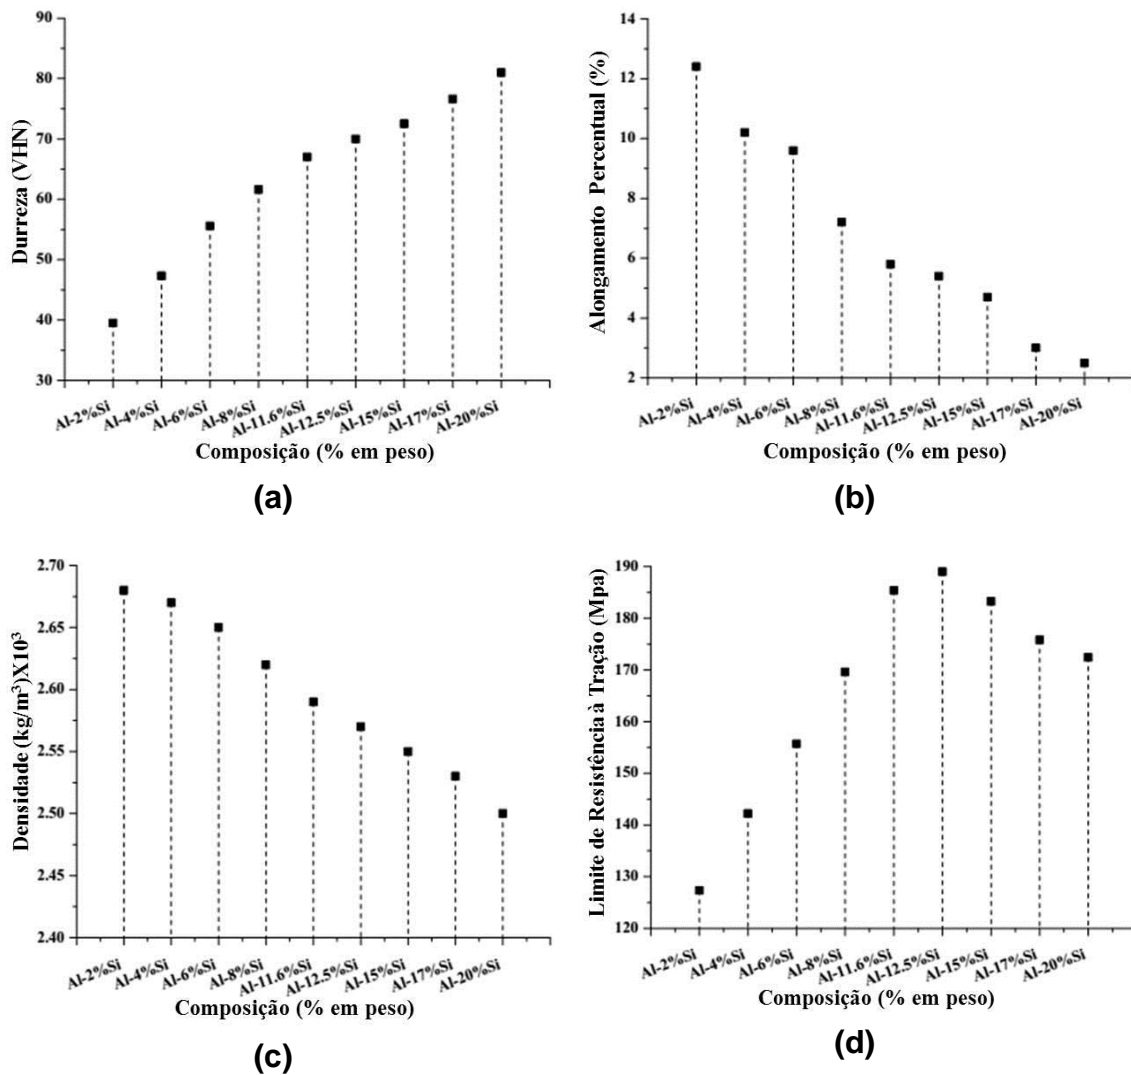 90
80
70
60
50
40
30
Durreza (VHN)
Al-2%Si
Al-4%Si
Al-6%Si
Al-8%Si
Al-11.6%Si
Al-12.5%Si
Al-15%Si
Al-17%Si
Al-20%Si
Composição (% em peso)
(a)
14
12
10
8
6
4
2
Alongamento Percentual (%)
Al-2%Si
Al-4%Si
Al-6%Si
Al-8%Si
Al-11.6%Si
Al-12.5%Si
Al-15%Si
Al-17%Si
Al-20%Si
Composição (% em peso)
(b)
2.70
2.65
2.60
2.55
2.50
2.45
2.40
Densidade (kg/m³)X10³
Al-2%Si
Al-4%Si
Al-6%Si
Al-8%Si
Al-11.6%Si
Al-12.5%Si
Al-15%Si
Al-17%Si
Al-20%Si
Composição (% em peso)
(c)
190
180
170
160
150
140
130
120
Limite de Resistência à Tração (Mpa)
Al-2%Si
Al-4%Si
Al-6%Si
Al-8%Si
Al-11.6%Si
Al-12.5%Si
Al-15%Si
Al-17%Si
Al-20%Si
Composição (% em peso)
(d)